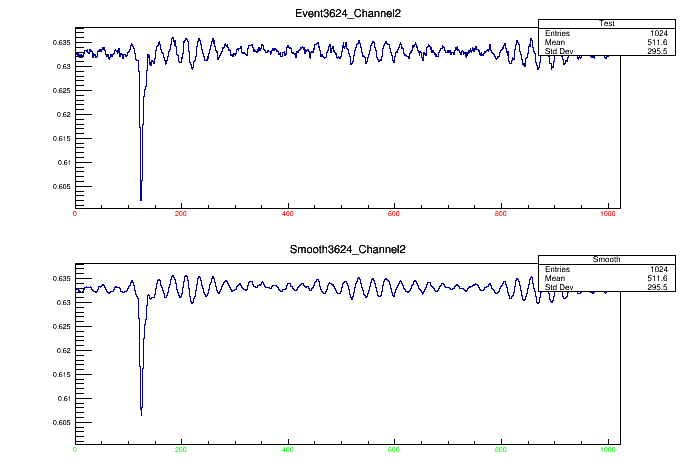 Event3624_Channel2
Test
Entries 1024
Mean 511.6
Std Dev 295.5
0.635
0.63
0.625
0.62
0.615
0.61
0.605
0 200 400 600 800 1000
Smooth3624_Channel2
Smooth
Entries 1024
Mean 511.6
Std Dev 295.5
0.635
0.63
0.625
0.62
0.615
0.61
0.605
0 200 400 600 800 1000